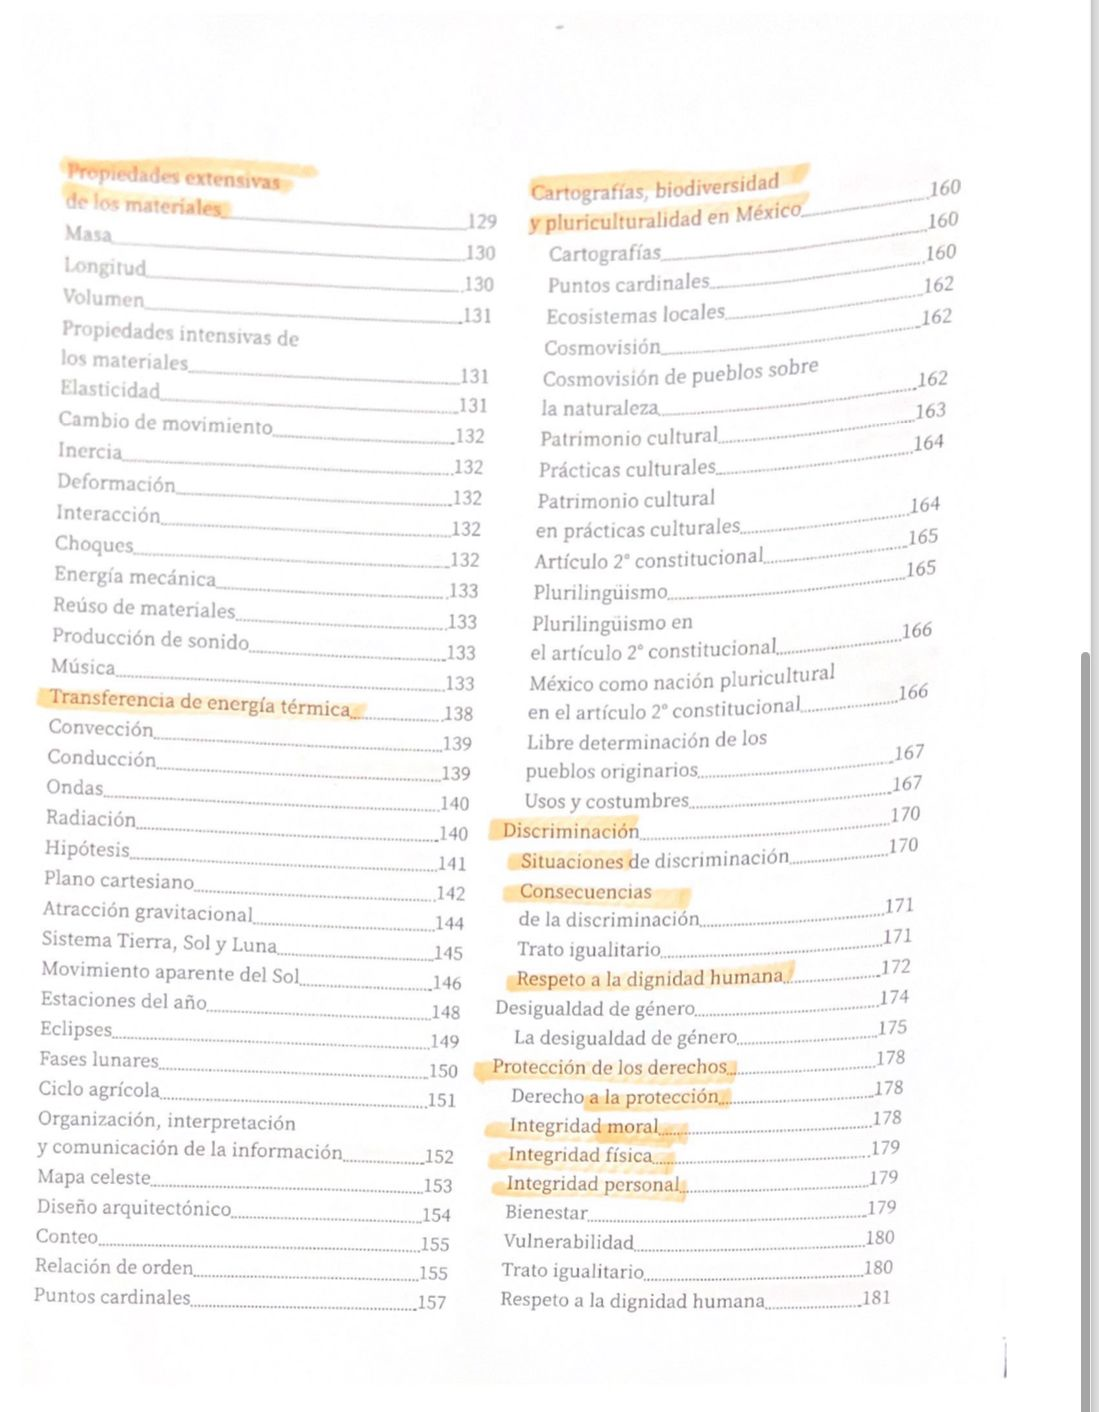 Propiedades extensivas
de los materiales 129
Masa 130
Longitud 130
Volumen 131
Propiedades intensivas de
los materiales 131
Elasticidad 131
Cambio de movimiento 132
Inercia 132
Deformación 132
Interacción 132
Choques 132
Energía mecánica 133
Reúso de materiales 133
Producción de sonido 133
Música 133
Transferencia de energía térmica 138
Convección 139
Conducción 139
Ondas 140
Radiación 140
Hipótesis 141
Plano cartesiano 142
Atracción gravitacional 144
Sistema Tierra, Sol y Luna 145
Movimiento aparente del Sol 146
Estaciones del año 148
Eclipses 149
Fases lunares 150
Ciclo agrícola 151
Organización, interpretación
y comunicación de la información 152
Mapa celeste 153
Diseño arquitectónico 154
Conteo 155
Relación de orden 155
Puntos cardinales 157
Cartografías, biodiversidad
y pluriculturalidad en México 160
Cartografías 160
Puntos cardinales 160
Ecosistemas locales 162
Cosmovisión 162
Cosmovisión de pueblos sobre
la naturaleza 162
Patrimonio cultural 163
Prácticas culturales 164
Patrimonio cultural
en prácticas culturales 164
Artículo 2° constitucional 165
Plurilingüismo 165
Plurilingüismo en
el artículo 2° constitucional 166
México como nación pluricultural
en el artículo 2° constitucional 166
Libre determinación de los
pueblos originarios 167
Usos y costumbres 167
Discriminación 170
Situaciones de discriminación 170
Consecuencias
de la discriminación 171
Trato igualitario 171
Respeto a la dignidad humana 172
Desigualdad de género 174
La desigualdad de género 175
Protección de los derechos 178
Derecho a la protección 178
Integridad moral 178
Integridad física 179
Integridad personal 179
Bienestar 179
Vulnerabilidad 180
Trato igualitario 180
Respeto a la dignidad humana 181